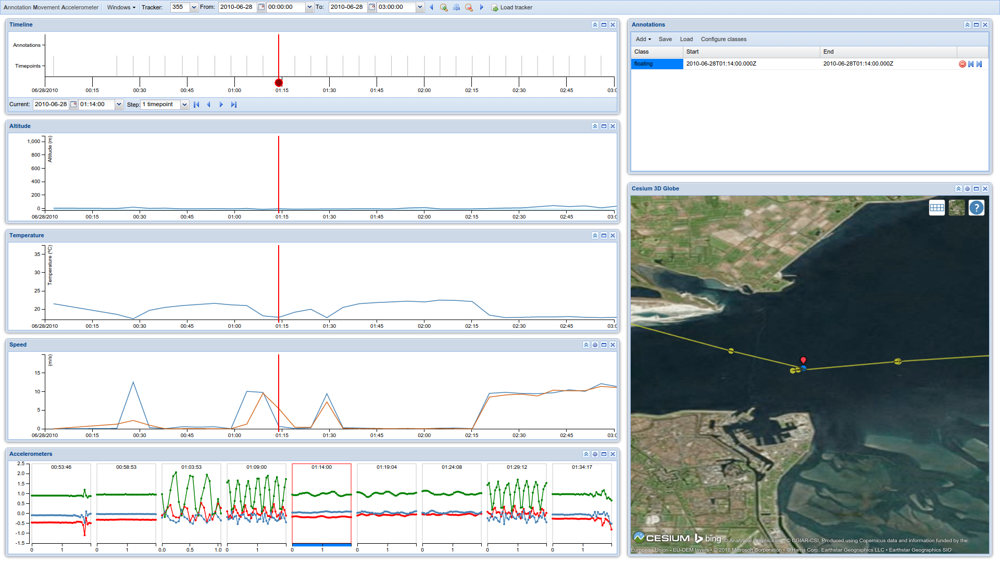 Annotation Movement Accelerometer Windows Tracker: 355 From: 2010-06-28 00:00:00 To: 2010-06-28 03:00:00 Load tracker
Timeline
Annotations
Timepoints
06/28/2010 00:15 00:30 00:45 01:00 01:15 01:30 01:45 02:00 02:15 02:30 02:45 03:0
Current: 2010-06-28 01:14:00 Step: 1 timepoint
Altitude
Altitude (m)
1,000
800
600
400
200
0
06/28/2010 00:15 00:30 00:45 01:00 01:15 01:30 01:45 02:00 02:15 02:30 02:45 03:0
Temperature
Temperature (°C)
35
30
25
20
06/28/2010 00:15 00:30 00:45 01:00 01:15 01:30 01:45 02:00 02:15 02:30 02:45 03:0
Speed
(m/s)
15
10
5
0
06/28/2010 00:15 00:30 00:45 01:00 01:15 01:30 01:45 02:00 02:15 02:30 02:45 03:0
Accelerometers
00:53:46 00:58:53 01:03:53 01:09:00 01:14:00 01:19:04 01:24:08 01:29:12 01:34:17
2.5
2.0
1.5
1.0
0.5
0.0
-0.5
-1.0
-1.5
0 1 0 1 0.0 0.5 1.0 0 1 0 1 0 1 0 1 0 1 0 1
Annotations
Add Save Load Configure classes
Class Start End
floating 2010-06-28T01:14:00.000Z 2010-06-28T01:14:00.000Z
Cesium 3D Globe
?
CESIUM bing © Analytical Graphics Inc., © CGIAR-CSI, Produced using Copernicus data and information funded by the
European Union - EU-DEM layers • © 2016 Microsoft Corporation • © Harris Corp, Earthstar Geographics LLC • Earthstar Geographics SIO